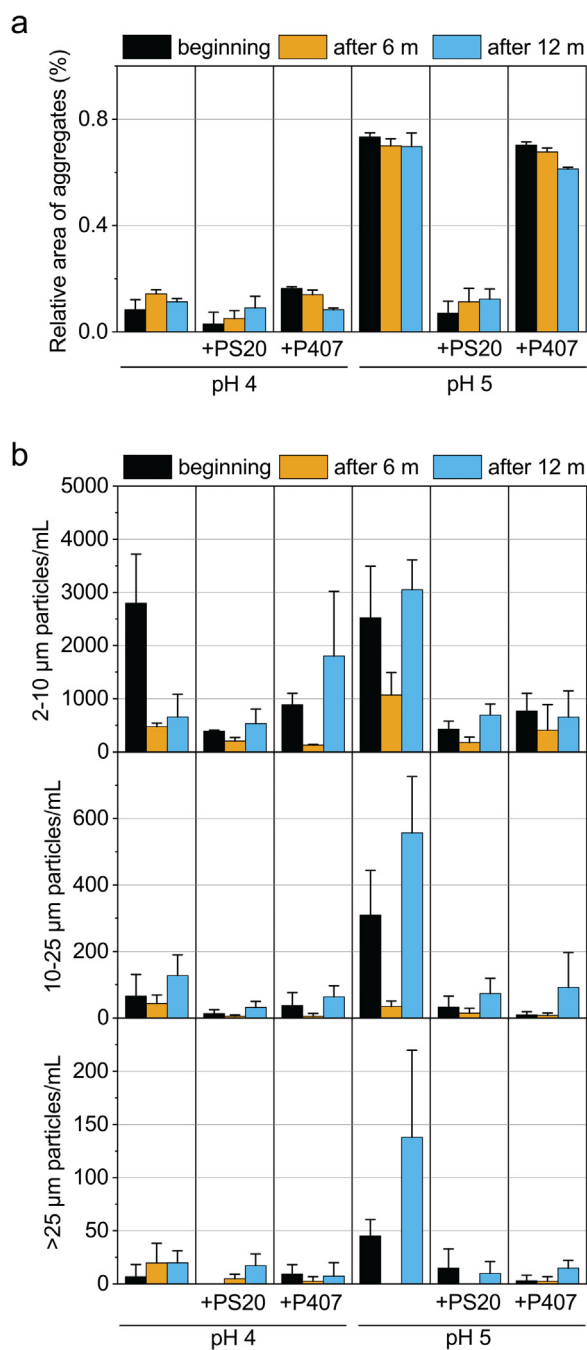 a
beginning after 6 m after 12 m
Relative area of aggregates (%)
0.8
0.4
0.0
+PS20 +P407 +PS20 +P407
pH 4 pH 5
b
beginning after 6 m after 12 m
2-10 µm particles/mL
5000
4000
3000
2000
1000
0
10-25 µm particles/mL
600
400
200
0
>25 µm particles/mL
200
150
100
50
0
+PS20 +P407 +PS20 +P407
pH 4 pH 5